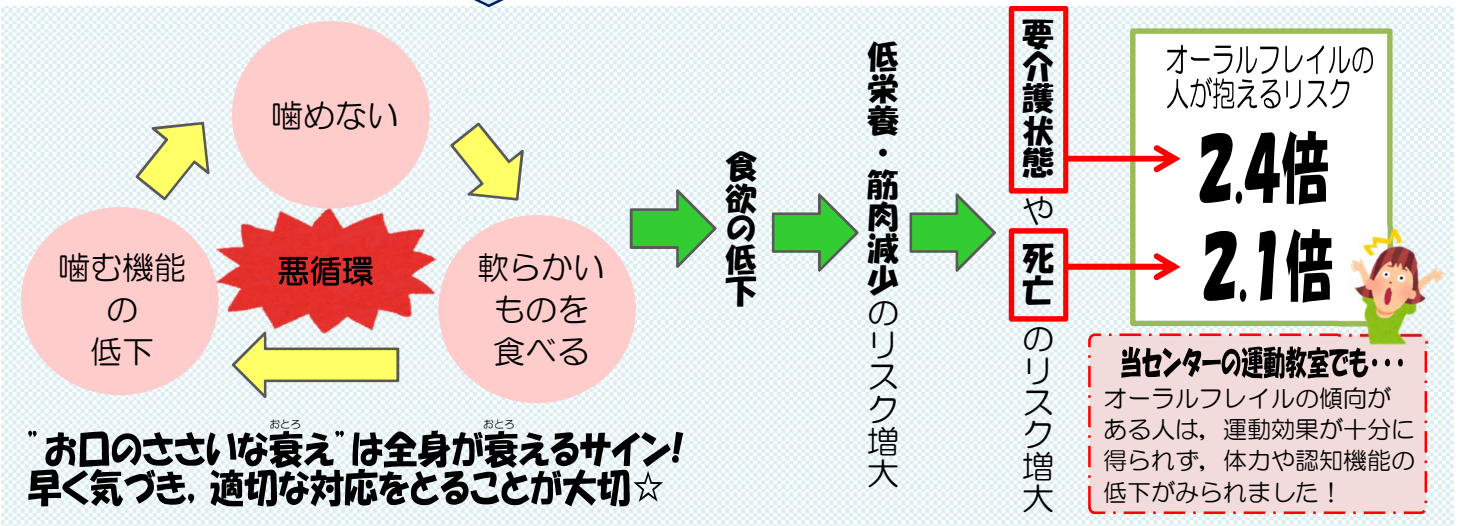 噛めない
軟らかい
ものを
食べる
噛む機能
の
低下
悪循環
食欲の低下
低栄養・筋肉減少のリスク増大
要介護状態や死亡のリスク増大
オーラルフレイルの
人が抱えるリスク
2.4倍
2.1倍
当センターの運動教室でも・・・
オーラルフレイルの傾向が
ある人は，運動効果が十分に
得られず，体力や認知機能の
低下がみられました！
おとろ おとろ
"お口のささいな衰え"は全身が衰えるサイン!
早く気づき, 適切な対応をとることが大切☆